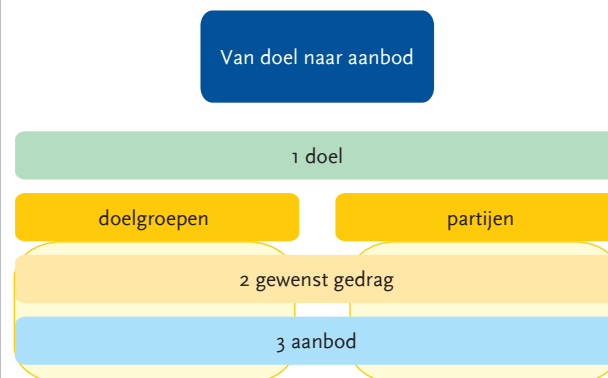 Van doel naar aanbod
1 doel
doelgroepen
partijen
2 gewenst gedrag
3 aanbod